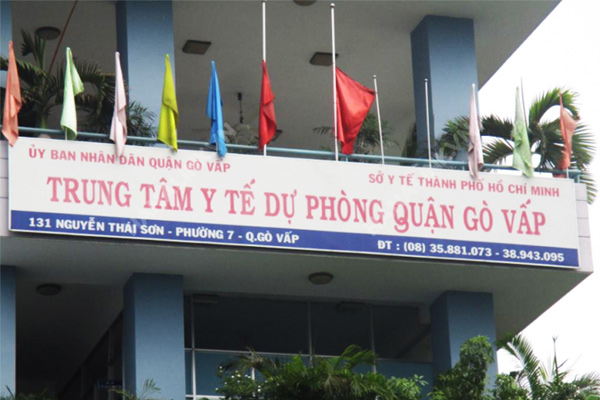 ỦY BAN NHÂN DÂN QUẬN GÒ VẤP
SỞ Y TẾ THÀNH PHỐ HỒ CHÍ MINH
TRUNG TÂM Y TẾ DỰ PHÒNG QUẬN GÒ VẤP
131 NGUYỄN THÁI SƠN - PHƯỜNG 7 - Q.GÒ VẤP ĐT : (08) 35.881.073 - 38.943.095